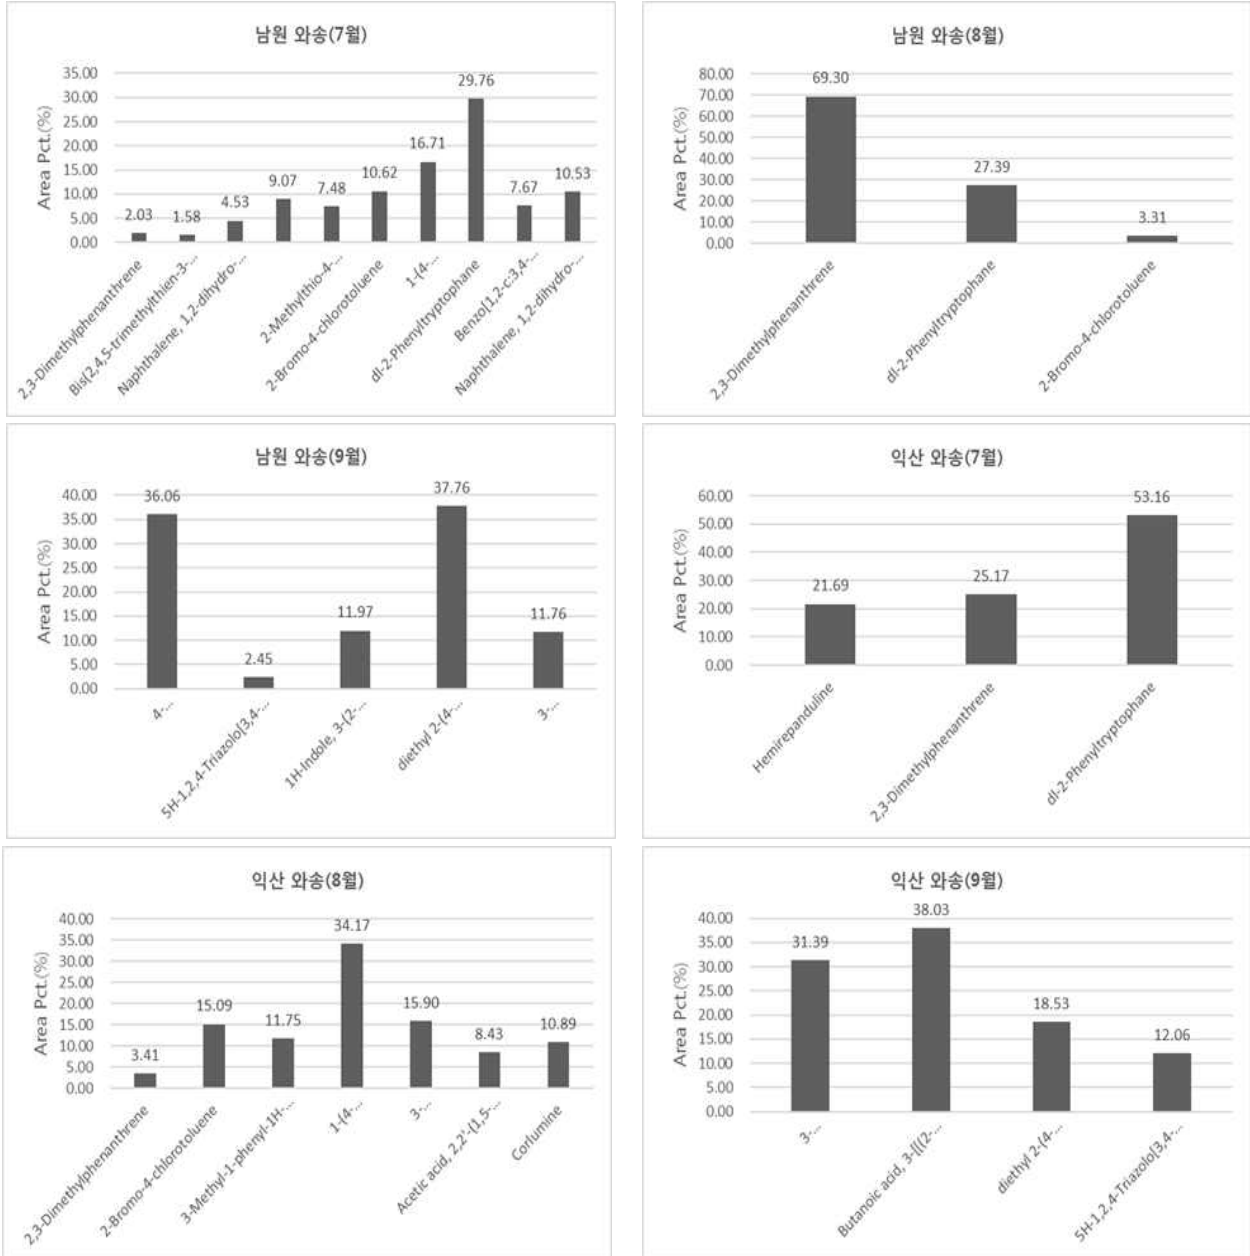 남원 와송(7월)
Area Pct.(%)
35.00
30.00
25.00
20.00
15.00
10.00
5.00
0.00
2.03
1.58
4.53
9.07
7.48
10.62
16.71
29.76
7.67
10.53
2,3-Dimethylphenanthrene
Bis(2,4,5-trimethylthien-3-...
Naphthalene, 1,2-dihydro-...
2-Methylthio-4-...
2-Bromo-4-chlorotoluene
1-(4-...
dl-2-Phenyltryptophane
Benzo[1,2-c:3,4-...
Naphthalene, 1,2-dihydro-...
남원 와송(8월)
Area Pct.(%)
80.00
70.00
60.00
50.00
40.00
30.00
20.00
10.00
0.00
69.30
27.39
3.31
2,3-Dimethylphenanthrene
dl-2-Phenyltryptophane
2-Bromo-4-chlorotoluene
남원 와송(9월)
Area Pct.(%)
40.00
35.00
30.00
25.00
20.00
15.00
10.00
5.00
0.00
36.06
2.45
11.97
37.76
11.76
4-...
5H-1,2,4-Triazolo[3,4-...
1H-Indole, 3-(2-...
diethyl 2-(4-...
3-...
익산 와송(7월)
Area Pct.(%)
60.00
50.00
40.00
30.00
20.00
10.00
0.00
21.69
25.17
53.16
Hemirepanduline
2,3-Dimethylphenanthrene
dl-2-Phenyltryptophane
익산 와송(8월)
Area Pct.(%)
40.00
35.00
30.00
25.00
20.00
15.00
10.00
5.00
0.00
3.41
15.09
11.75
34.17
15.90
8.43
10.89
2,3-Dimethylphenanthrene
2-Bromo-4-chlorotoluene
3-Methyl-1-phenyl-1H-...
1-(4-...
3-...
Acetic acid, 2,2'-(1,5-...
Corlumine
익산 와송(9월)
Area Pct.(%)
40.00
35.00
30.00
25.00
20.00
15.00
10.00
5.00
0.00
31.39
38.03
18.53
12.06
3-...
Butanoic acid, 3-[[(2-...
diethyl 2-(4-...
5H-1,2,4-Triazolo[3,4-...